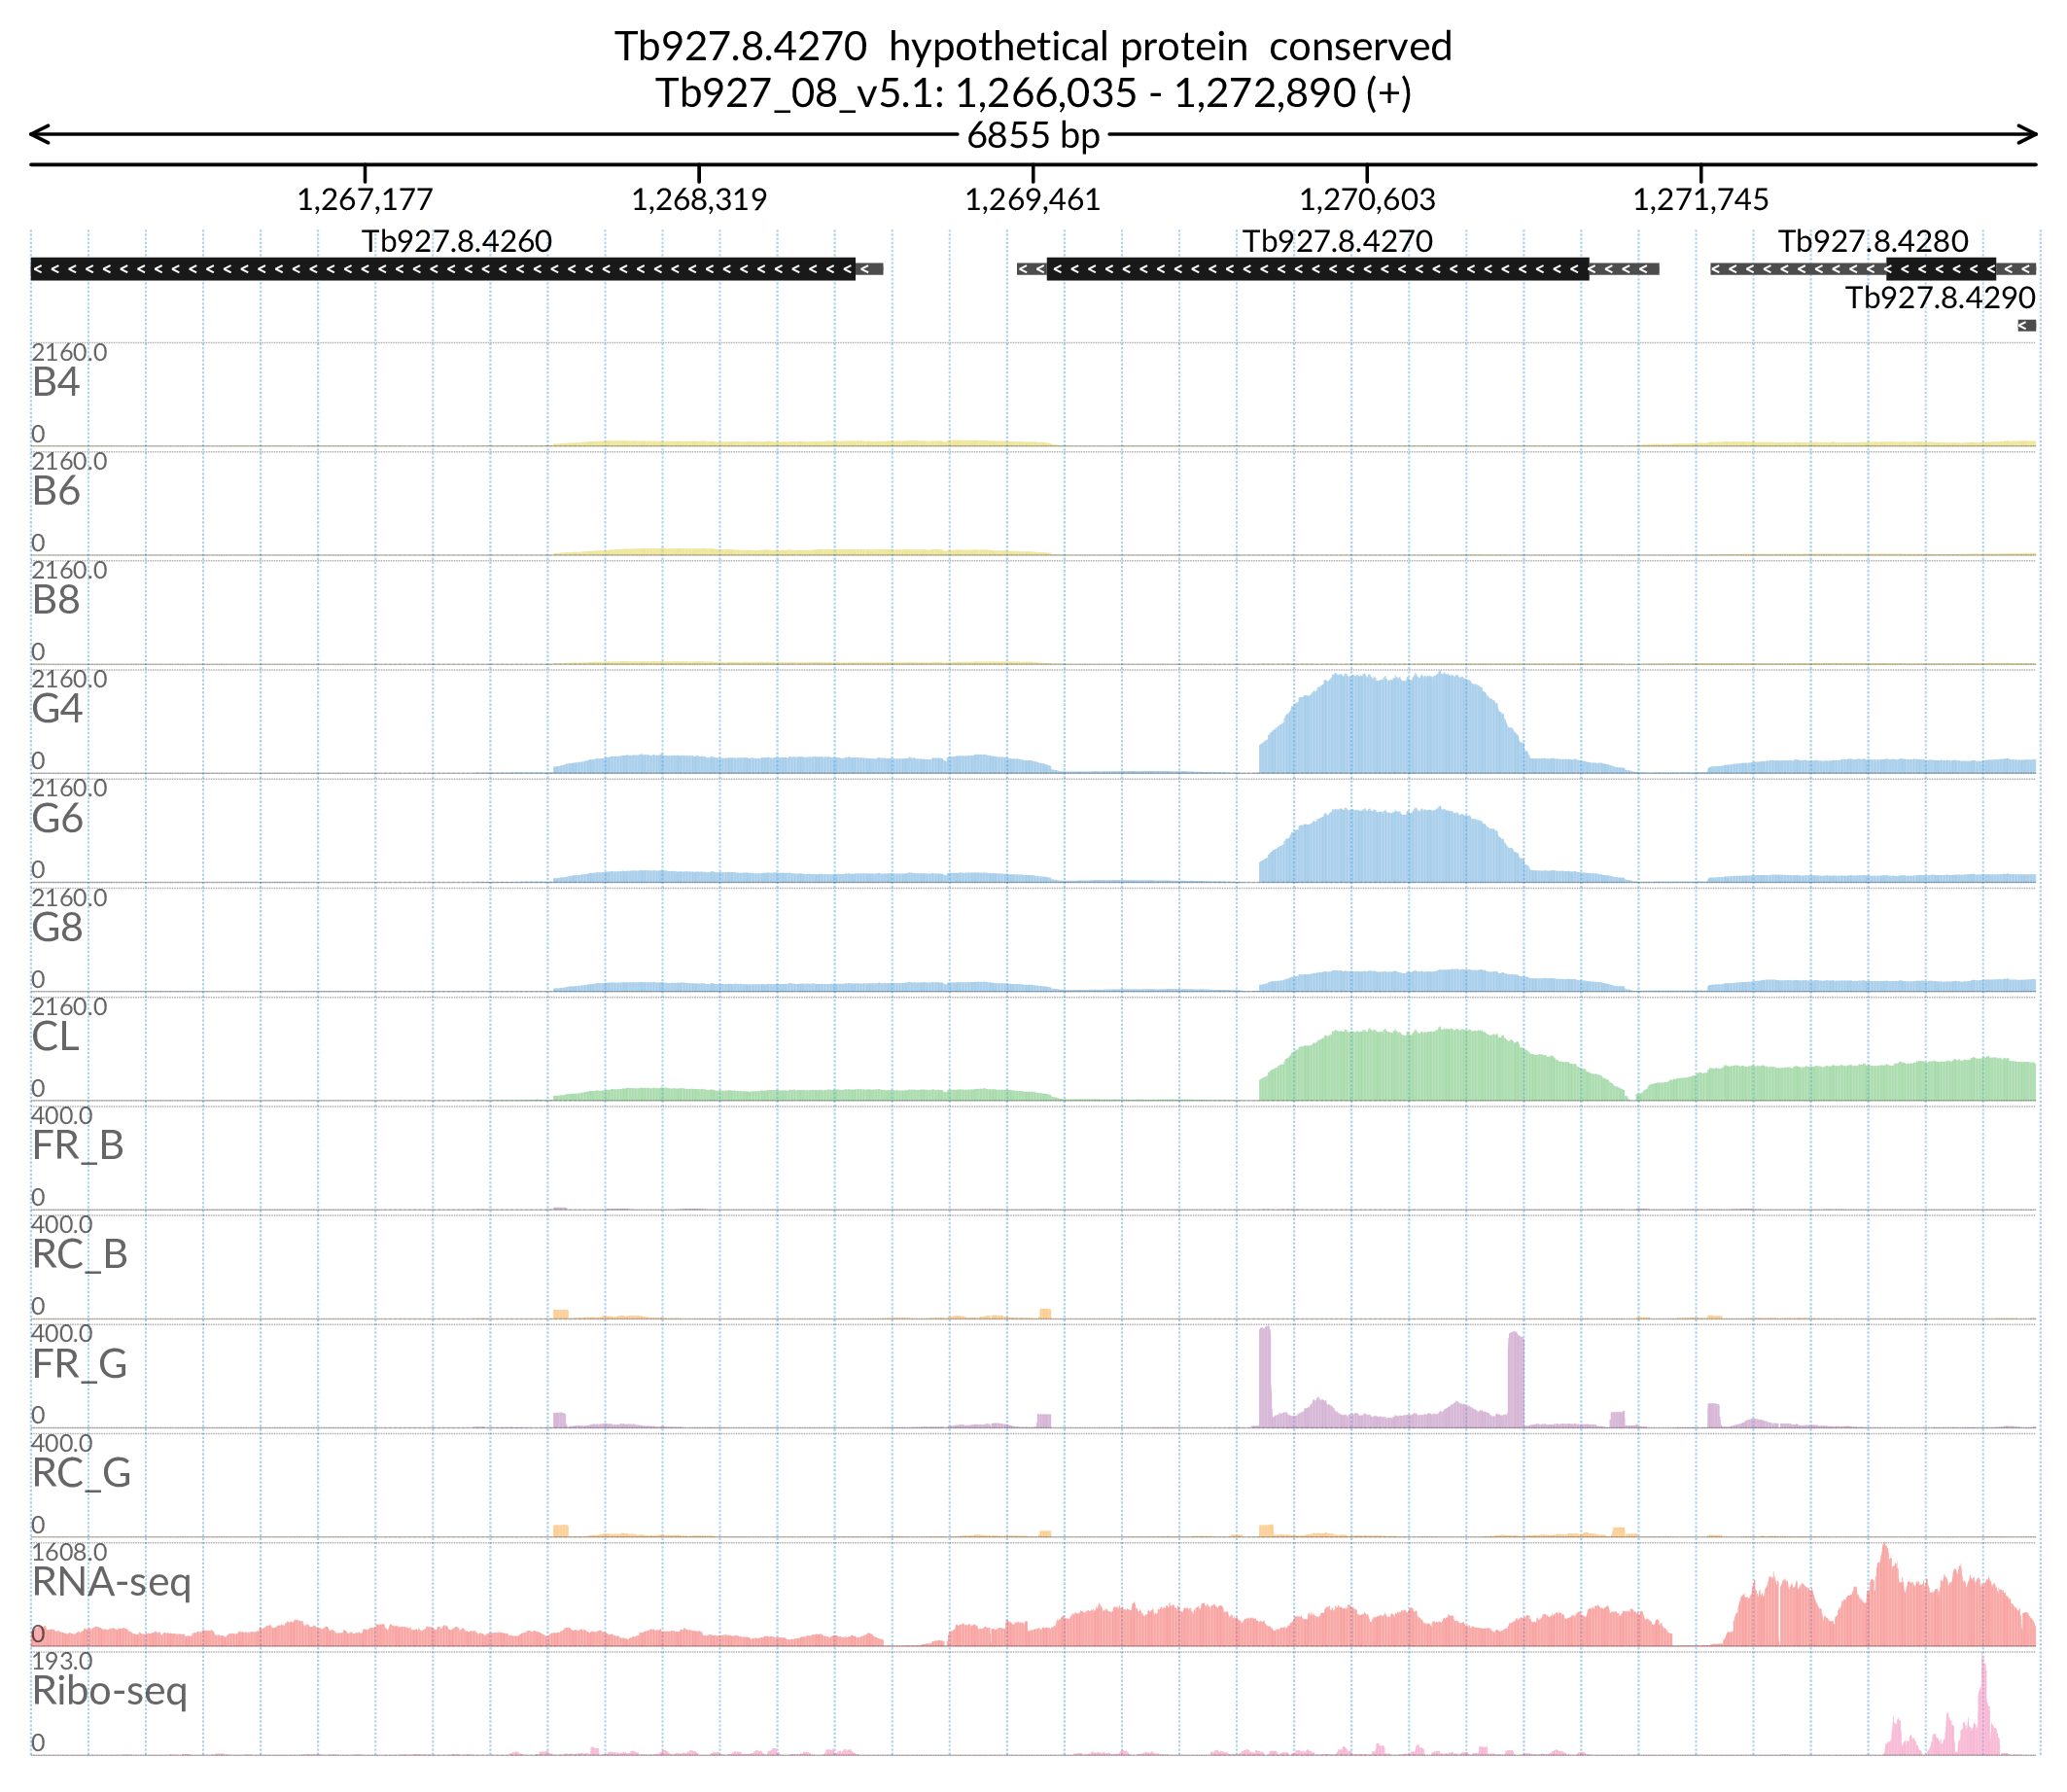 Tb927.8.4270  hypothetical protein  conserved
Tb927_08_v5.1: 1,266,035 - 1,272,890 (+)
6855 bp
1,267,177 1,268,319 1,269,461 1,270,603 1,271,745
Tb927.8.4260 Tb927.8.4270 Tb927.8.4280
Tb927.8.4290
2160.0
B4
0
2160.0
B6
0
2160.0
B8
0
2160.0
G4
0
2160.0
G6
0
2160.0
G8
0
2160.0
CL
0
400.0
FR_B
0
400.0
RC_B
0
400.0
FR_G
0
400.0
RC_G
0
1608.0
RNA-seq
0
193.0
Ribo-seq
0